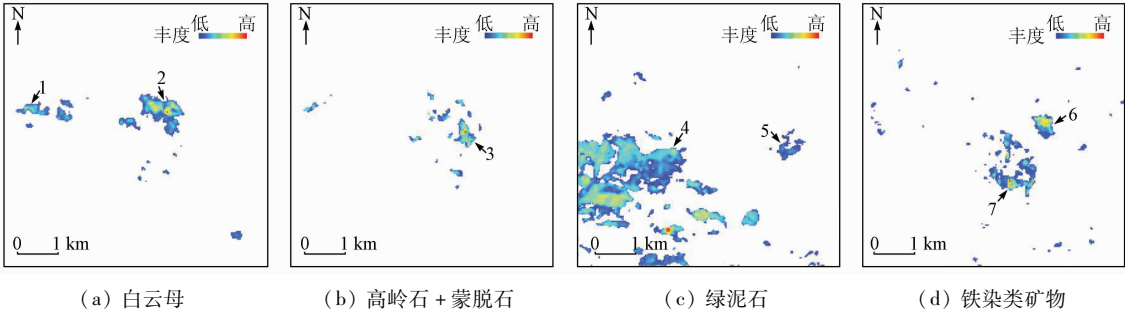 N
丰度 低 高
1
2
0 1 km
(a) 白云母
N
丰度 低 高
3
0 1 km
(b) 高岭石+蒙脱石
N
丰度 低 高
4
5
0 1 km
(c) 绿泥石
N
丰度 低 高
6
7
0 1 km
(d) 铁染类矿物